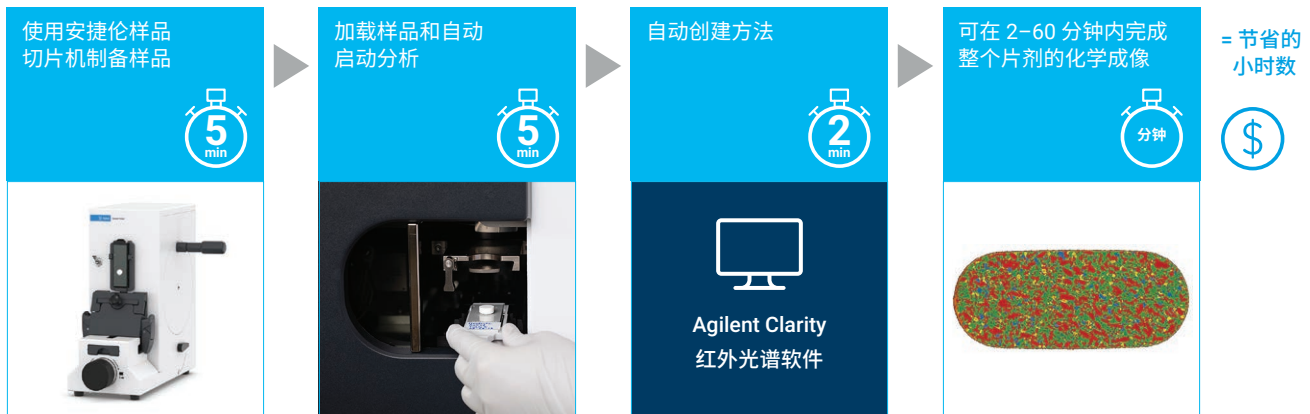 使用安捷伦样品
切片机制备样品
5
min
加载样品和自动
启动分析
5
min
自动创建方法
2
min
可在 2–60 分钟内完成
整个片剂的化学成像
分钟
= 节省的
小时数
$
Agilent Clarity
红外光谱软件